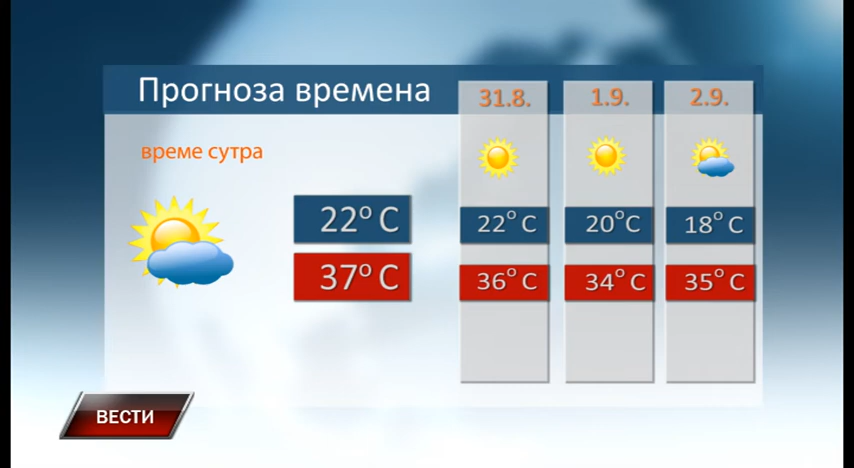 Прогноза времена
31.8.
1.9.
2.9.
време сутра
22° C
37° C
22° C
20°C
18° C
36° C
34° C
35° C
ВЕСТИ